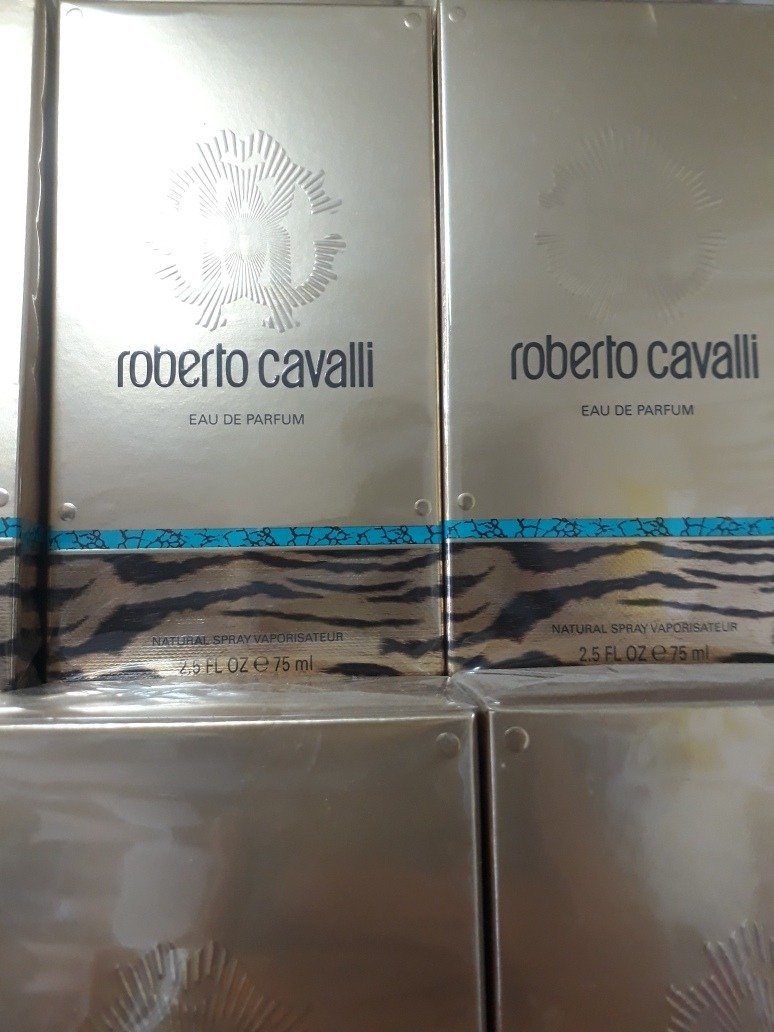 roberto cavalli
EAU DE PARFUM
NATURAL SPRAY VAPORISATEUR
2.5 FL OZ e 75 ml
roberto cavalli
EAU DE PARFUM
NATURAL SPRAY VAPORISATEUR
2.5 FL OZ e 75 ml